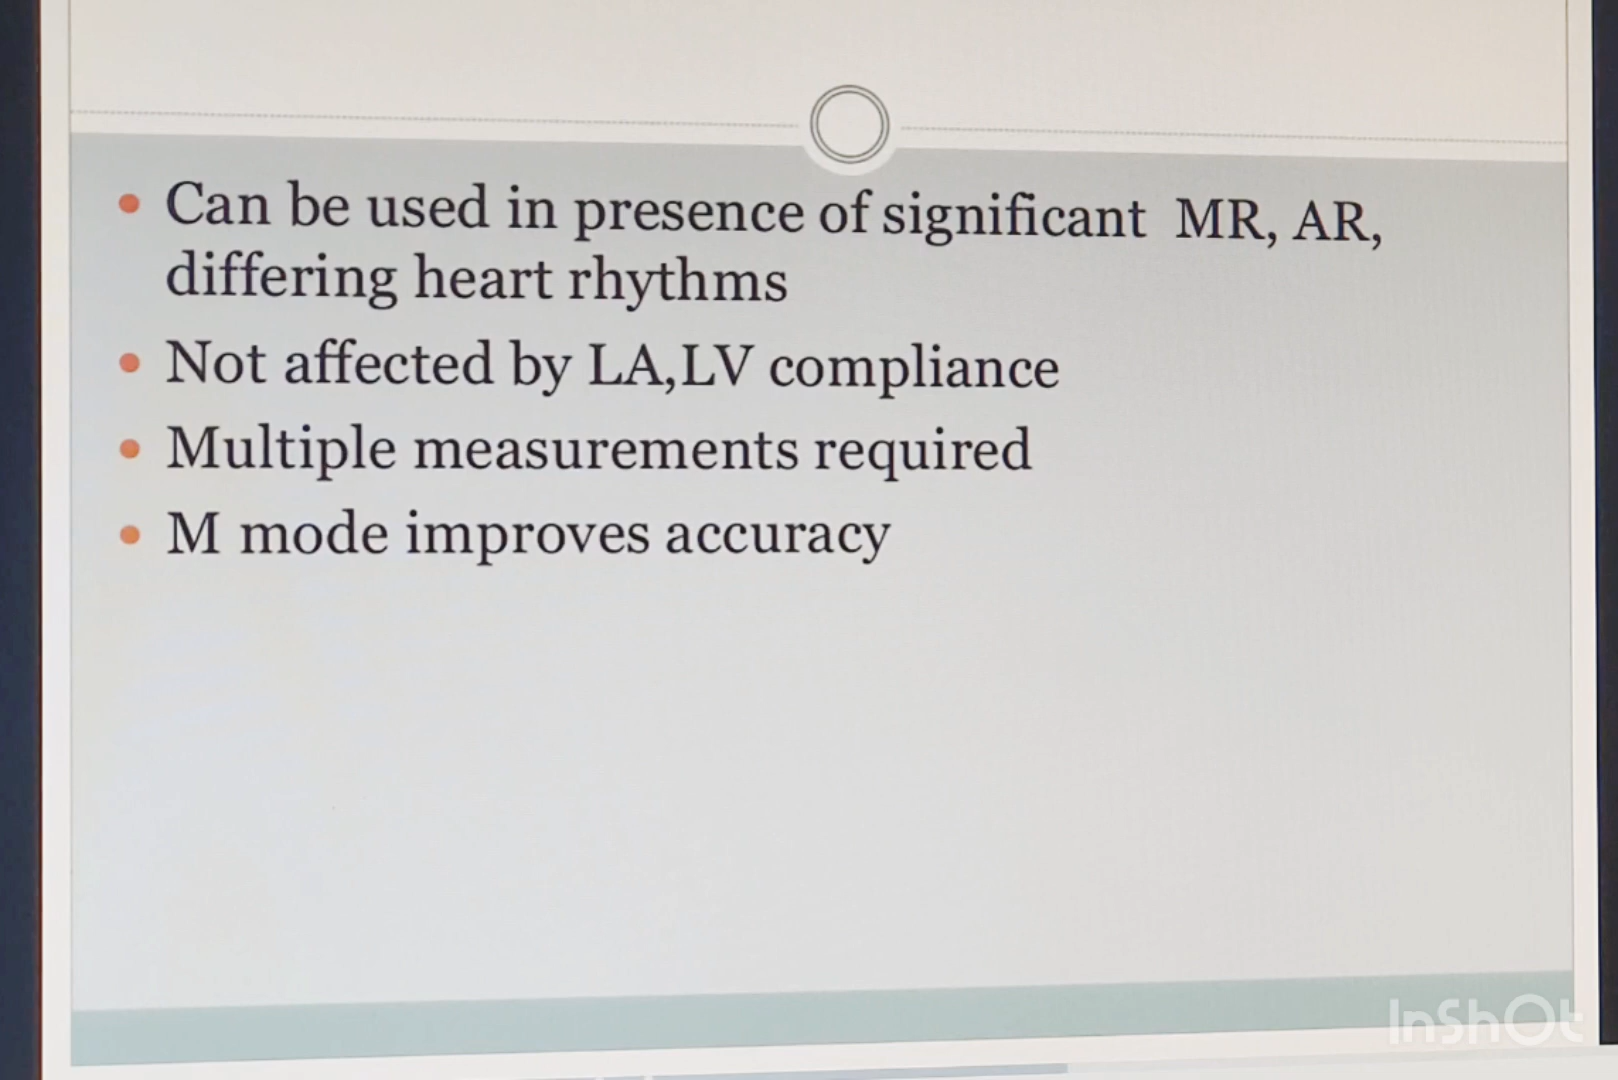 Can be used in presence of significant MR, AR,
differing heart rhythms
Not affected by LA,LV compliance
Multiple measurements required
M mode improves accuracy
InShOt